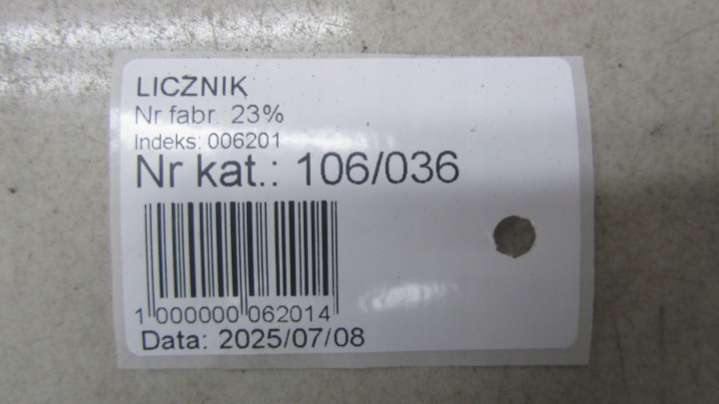 LICZNIK
Nr fabr. 23%
Indeks: 006201
Nr kat.: 106/036
1 000000 062014
Data: 2025/07/08